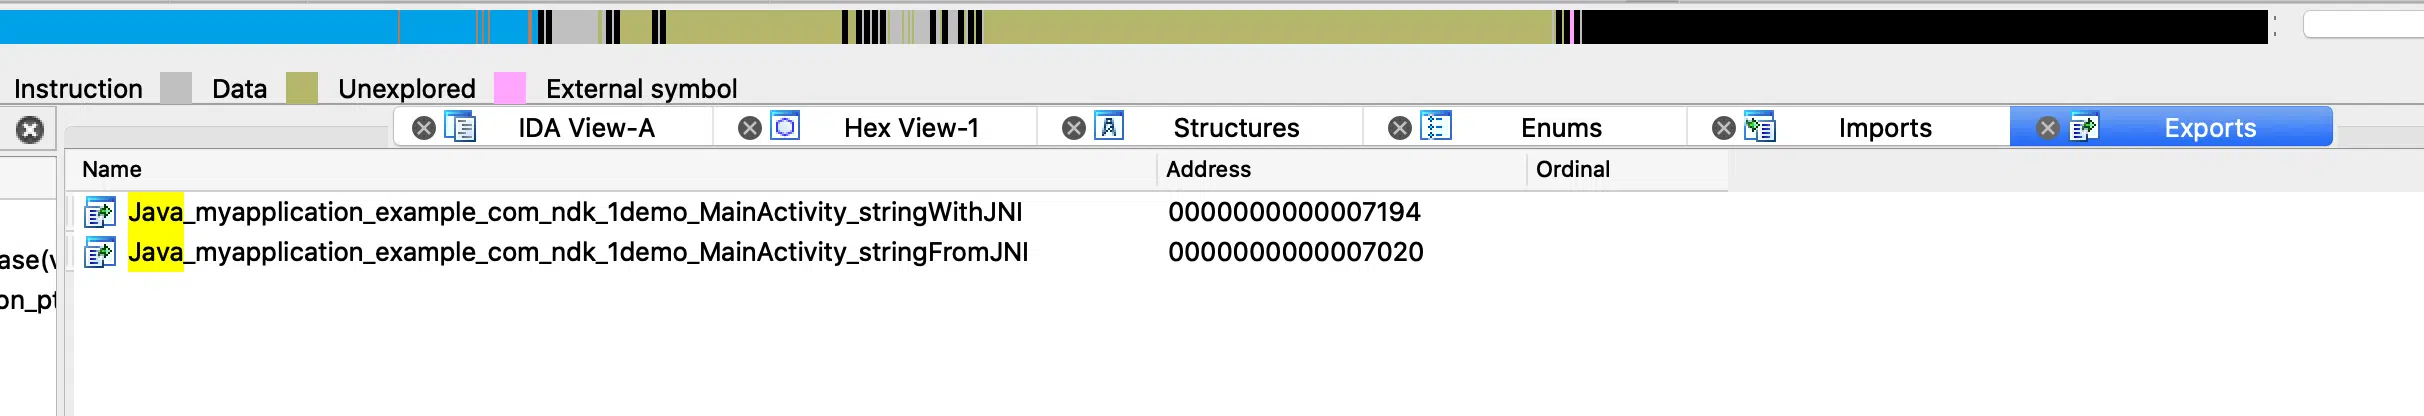 Instruction Data Unexplored External symbol
IDA View-A Hex View-1 Structures Enums Imports Exports
Name Address Ordinal
Java_myapplication_example_com_ndk_1demo_MainActivity_stringWithJNI 0000000000007194
Java_myapplication_example_com_ndk_1demo_MainActivity_stringFromJNI 0000000000007020
ase(v
on_pt